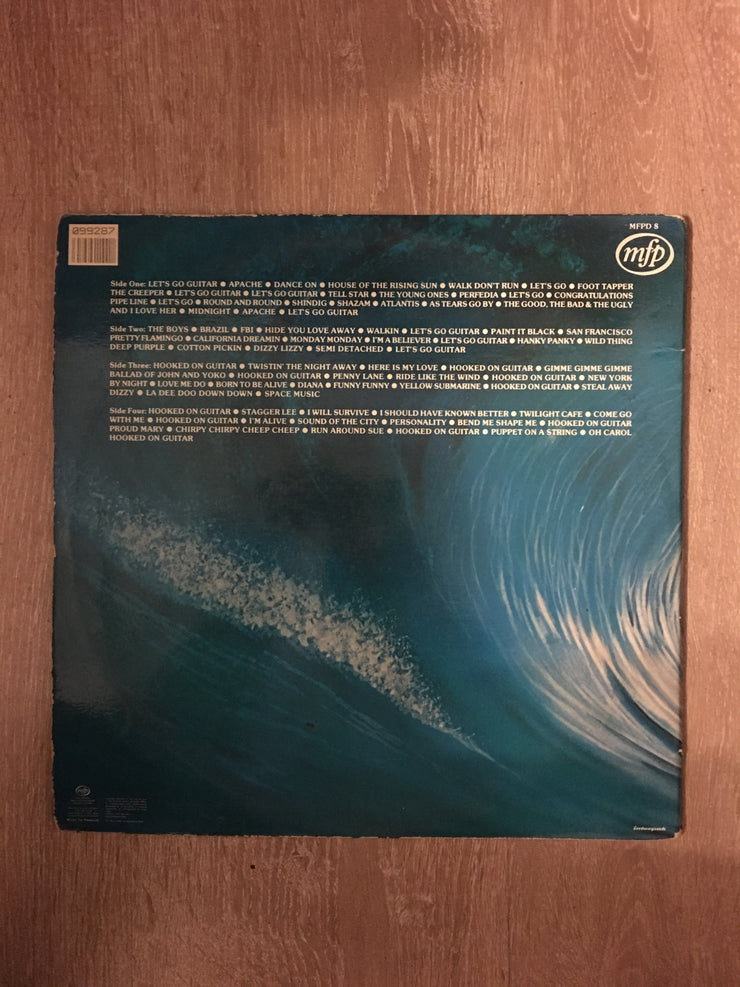 099287
MFPD 8
mfp
Side One: LET'S GO GUITAR ● APACHE ● DANCE ON ● HOUSE OF THE RISING SUN ● WALK DON'T RUN ● LET'S GO ● FOOT TAPPER
THE CREEPER ● LET'S GO GUITAR ● TELL STAR ● THE YOUNG ONES ● PERFEDIA ● LET'S GO ● CONGRATULATIONS
PIPE LINE ● LET'S GO ● ROUND AND ROUND ● SHINDIG ● SHAZAM ● ATLANTIS ● AS TEARS GO BY ● THE GOOD, THE BAD & THE UGLY
AND I LOVE HER ● MIDNIGHT ● APACHE ● LET'S GO GUITAR
Side Two: THE BOYS ● BRAZIL ● FBI ● HIDE YOU LOVE AWAY ● WALKIN ● LET'S GO GUITAR ● PAINT IT BLACK ● SAN FRANCISCO
PRETTY FLAMINGO ● CALIFORNIA DREAMIN ● MONDAY MONDAY ● I'M A BELIEVER ● LET'S GO GUITAR ● HANKY PANKY ● WILD THING
DEEP PURPLE ● COTTON PICKIN ● DIZZY LIZZY ● SEMI DETACHED ● LET'S GO GUITAR
Side Three: HOOKED ON GUITAR ● TWISTIN' THE NIGHT AWAY ● HERE IS MY LOVE ● HOOKED ON GUITAR ● GIMME GIMME GIMME
BALLAD OF JOHN AND YOKO ● HOOKED ON GUITAR ● PENNY LANE ● RIDE LIKE THE WIND ● HOOKED ON GUITAR ● NEW YORK
BY NIGHT ● LOVE ME DO ● BORN TO BE ALIVE ● DIANA ● FUNNY FUNNY ● YELLOW SUBMARINE ● HOOKED ON GUITAR ● STEAL AWAY
DIZZY ● LA DEE DOO DOWN DOWN ● SPACE MUSIC
Side Four: HOOKED ON GUITAR ● STAGGER LEE ● I WILL SURVIVE ● I SHOULD HAVE KNOWN BETTER ● TWILIGHT CAFE ● COME GO
WITH ME ● HOOKED ON GUITAR ● I'M ALIVE ● SOUND OF THE CITY ● PERSONALITY ● BEND ME SHAPE ME ● HOOKED ON GUITAR
PROUD MARY ● CHIRPY CHIRPY CHEEP CHEEP ● RUN AROUND SUE ● HOOKED ON GUITAR ● PUPPET ON A STRING ● OH CAROL
HOOKED ON GUITAR